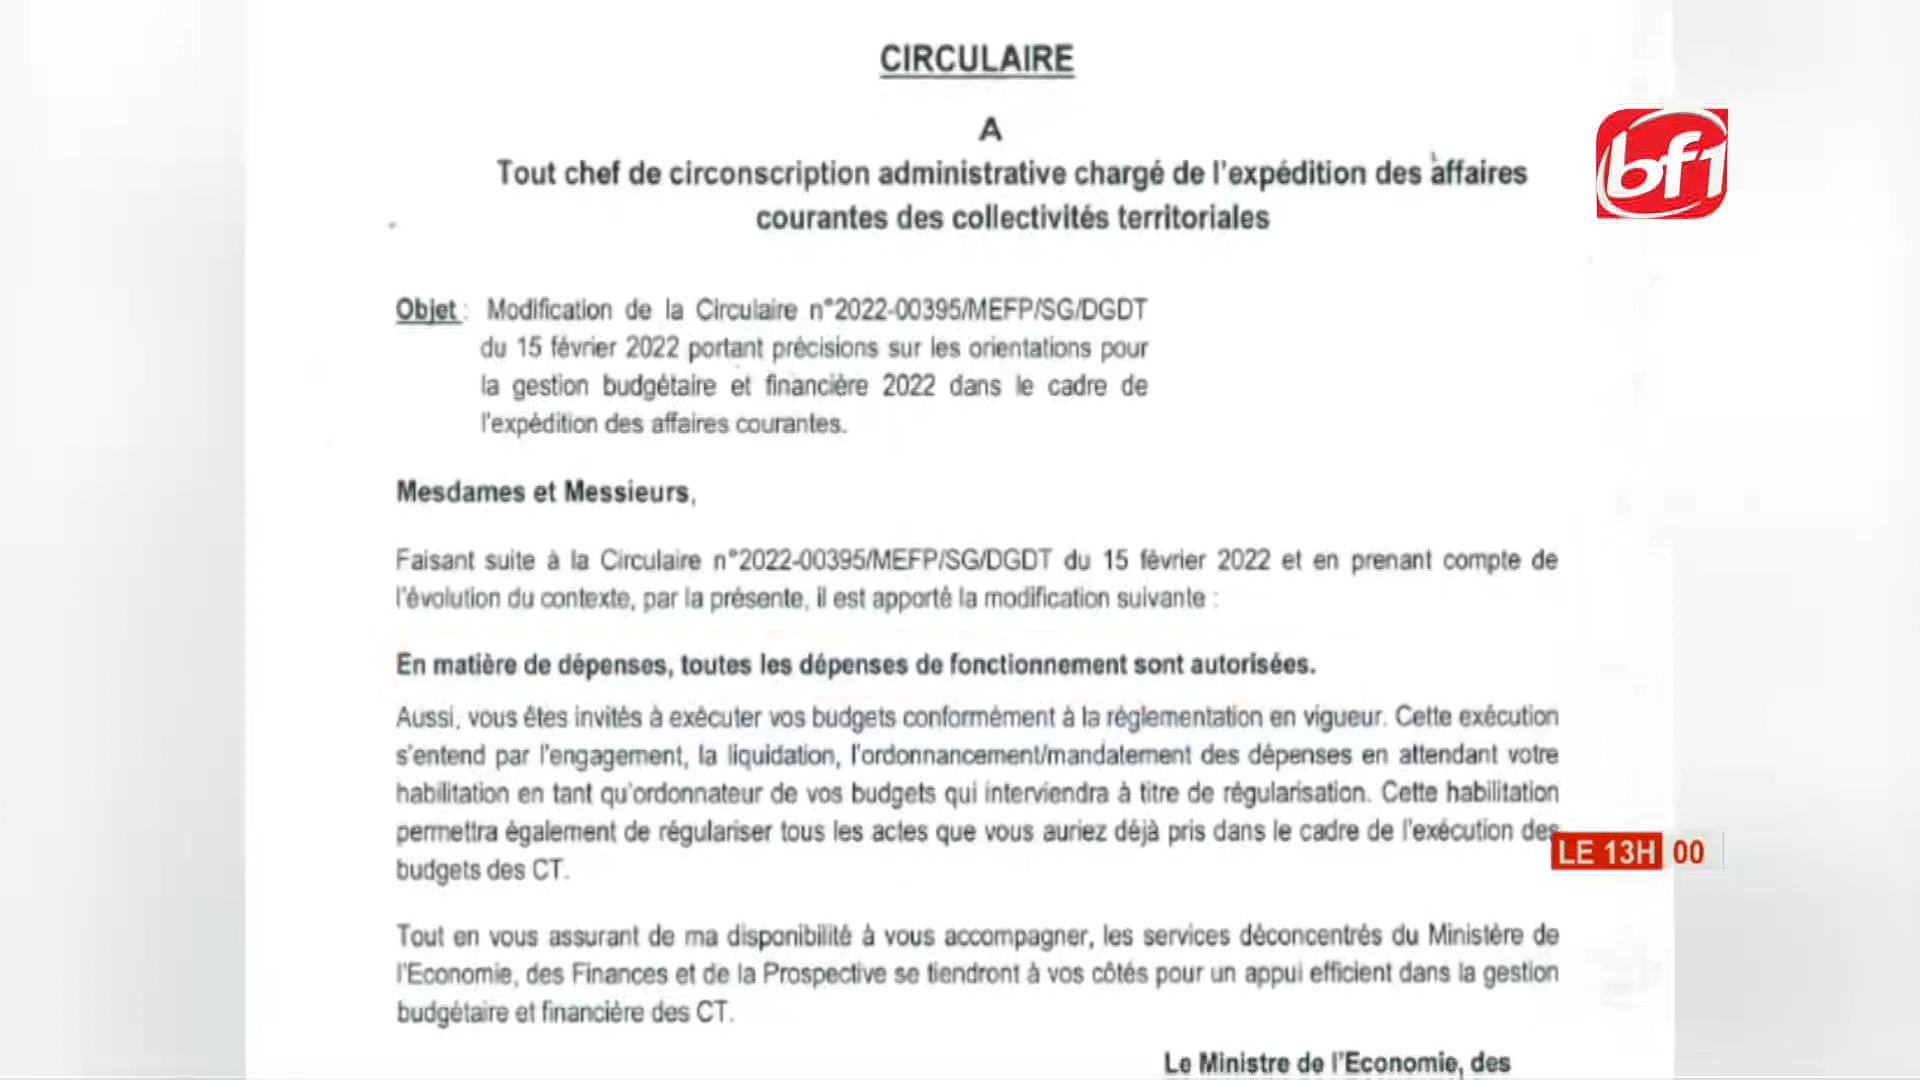 CIRCULAIRE
A
Tout chef de circonscription administrative chargé de l'expédition des affaires
courantes des collectivités territoriales
bf1
Objet : Modification de la Circulaire n°2022-00395/MEFP/SG/DGDT
du 15 février 2022 portant précisions sur les orientations pour
la gestion budgétaire et financière 2022 dans le cadre de
l'expédition des affaires courantes.
Mesdames et Messieurs,
Faisant suite à la Circulaire n°2022-00395/MEFP/SG/DGDT du 15 février 2022 et en prenant compte de
l'évolution du contexte, par la présente, il est apporté la modification suivante :
En matière de dépenses, toutes les dépenses de fonctionnement sont autorisées.
Aussi, vous êtes invités à exécuter vos budgets conformément à la réglementation en vigueur. Cette exécution
s'entend par l'engagement, la liquidation, l'ordonnancement/mandatement des dépenses en attendant votre
habilitation en tant qu'ordonnateur de vos budgets qui interviendra à titre de régularisation. Cette habilitation
permettra également de régulariser tous les actes que vous auriez déjà pris dans le cadre de l'exécution des
budgets des CT.
LE 13H 00
Tout en vous assurant de ma disponibilité à vous accompagner, les services déconcentrés du Ministère de
l'Economie, des Finances et de la Prospective se tiendront à vos côtés pour un appui efficient dans la gestion
budgétaire et financière des CT.
Le Ministre de l'Economie, des